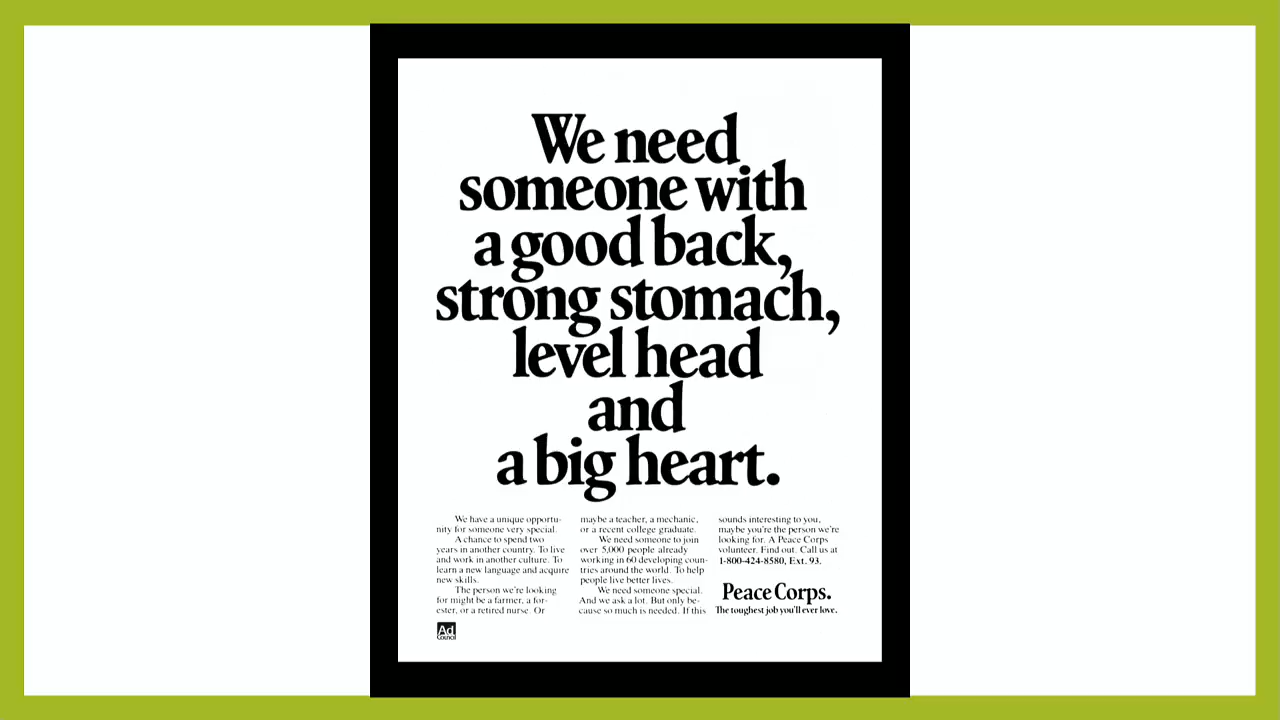 We need
someone with
a good back,
strong stomach,
level head
and
a big heart.
We have a unique opportu-
nity for someone very special.
A chance to spend two
years in another country. To live
and work in another culture. To
learn a new language and acquire
new skills.
The person we're looking
for might be a farmer, a for-
ester, or a retired nurse. Or
maybe a teacher, a mechanic,
or a recent college graduate.
We need someone to join
over 5,000 people already
working in 60 developing coun-
tries around the world. To help
people live better lives.
We need someone special.
And we ask a lot. But only be-
cause so much is needed. If this
sounds interesting to you,
maybe you're the person we're
looking for. A Peace Corps
volunteer. Find out. Call us at
1-800-424-8580, Ext. 93.
Peace Corps.
The toughest job you'll ever love.
Ad
Council